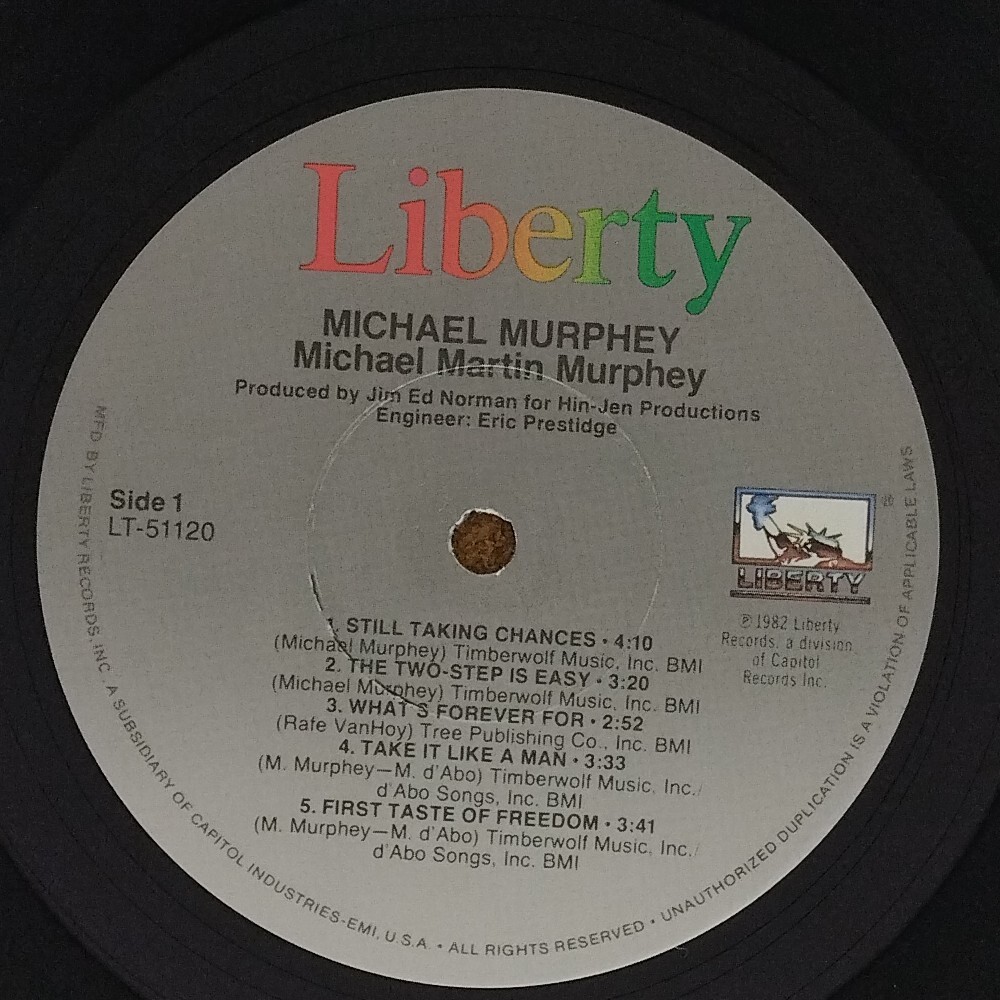 Liberty
MICHAEL MURPHEY
Michael Martin Murphey
Produced by Jim Ed Norman for Hin-Jen Productions
Engineer: Eric Prestidge
Side 1
LT-51120
LIBERTY
®
℗ 1982 Liberty
Records, a division
of Capitol
Records Inc.
1. STILL TAKING CHANCES • 4:10
(Michael Murphey) Timberwolf Music, Inc. BMI
2. THE TWO-STEP IS EASY • 3:20
(Michael Murphey) Timberwolf Music, Inc. BMI
3. WHAT'S FOREVER FOR • 2:52
(Rafe VanHoy) Tree Publishing Co., Inc. BMI
4. TAKE IT LIKE A MAN • 3:33
(M. Murphey—M. d'Abo) Timberwolf Music, Inc./
d'Abo Songs, Inc. BMI
5. FIRST TASTE OF FREEDOM • 3:41
(M. Murphey—M. d'Abo) Timberwolf Music, Inc./
d'Abo Songs, Inc. BMI
MFD BY LIBERTY RECORDS, INC. A SUBSIDIARY OF CAPITOL INDUSTRIES-EMI, U.S.A. • ALL RIGHTS RESERVED • UNAUTHORIZED DUPLICATION IS A VIOLATION OF APPLICABLE LAWS